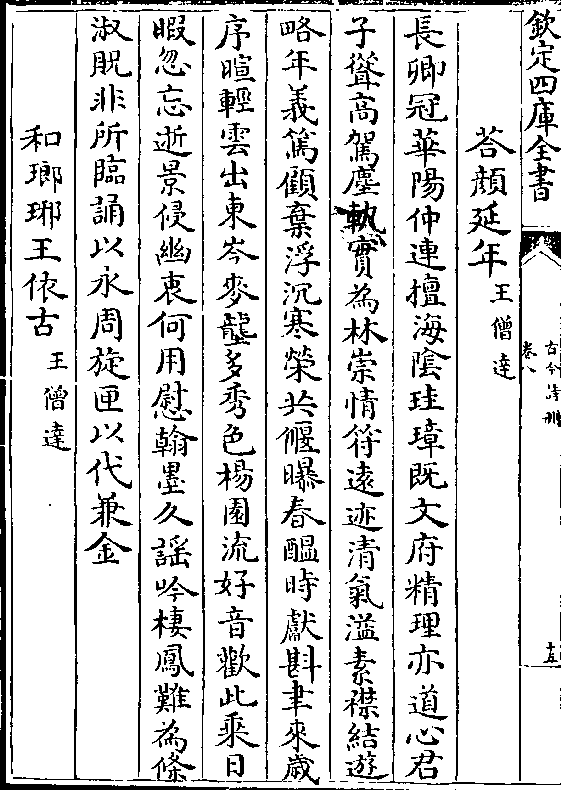 欽定四庫全書
古今詩刪
卷八
十五
荅顔延年 王僧達
長卿冠華陽仲連擅海隂珪璋既文府精理亦道心君
子聳高駕塵軌實為林崇情符遠迹清氣溢素襟結遊
略年義篤顧棄浮沉寒榮共偃曝春醖時獻斟聿來歲
序暄輕雲出東岑麥壟多秀色楊園流好音歡此乘日
暇忽忘逝景侵幽衷何用慰翰墨久謡吟棲鳳難為條
淑貺非所臨誦以永周旋匣以代兼金
和瑯琊王依古 王僧達